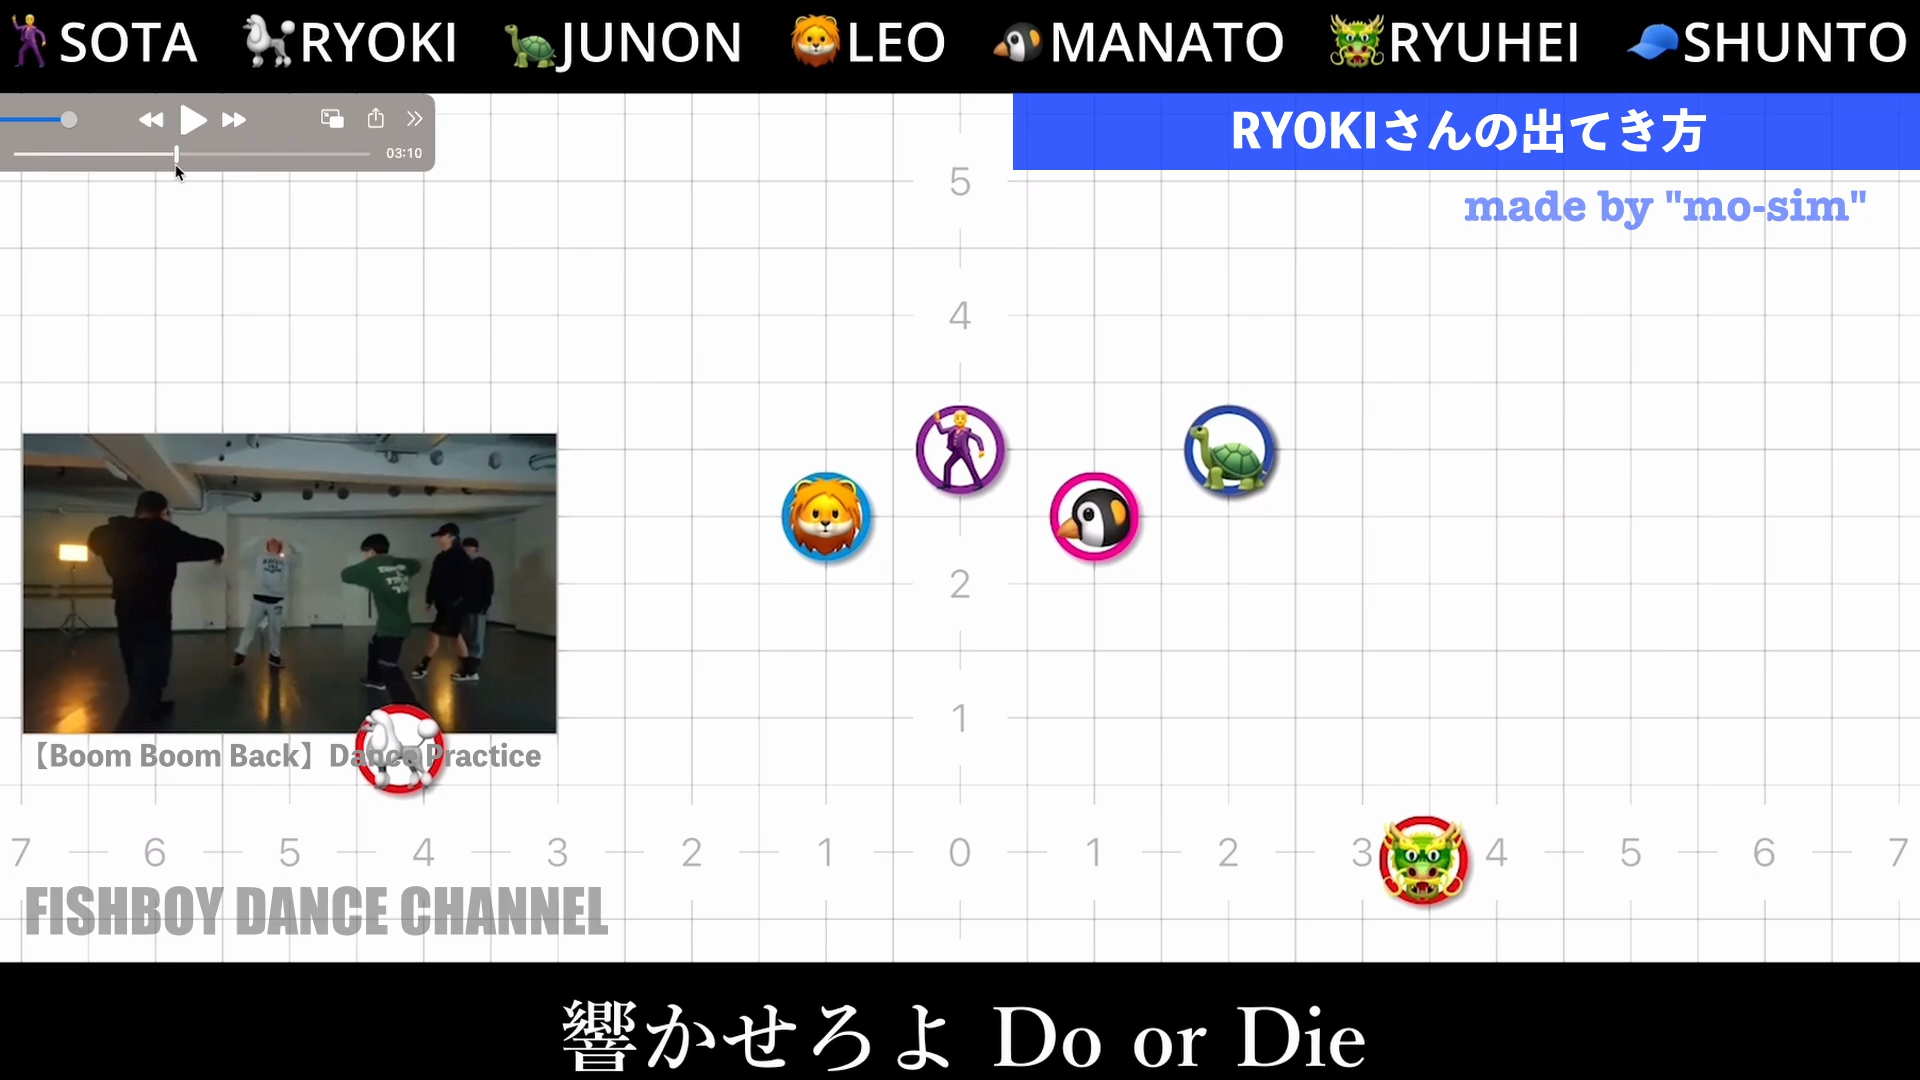 SOTA RYOKI JUNON LEO MANATO RYUHEI SHUNTO
03:10
RYOKIさんの出てき方
made by "mo-sim"
5
4
2
1
【Boom Boom Back】Dance Practice
7 6 5 4 3 2 1 0 1 2 3 4 5 6 7
FISHBOY DANCE CHANNEL
響かせろよ Do or Die